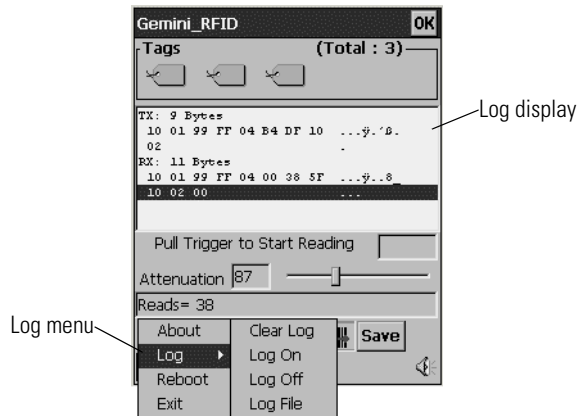 Gemini_RFID OK
Tags (Total : 3)
TX: 9 Bytes
10 01 99 FF 04 B4 DF 10 ...ÿ.´ß.
02 .
RX: 11 Bytes
10 01 99 FF 04 00 38 5F ...ÿ..8_
10 02 00 ...
Log display
Pull Trigger to Start Reading
Attenuation 87
Reads= 38
Log menu
About Clear Log Save
Log Log On
Reboot Log Off
Exit Log File